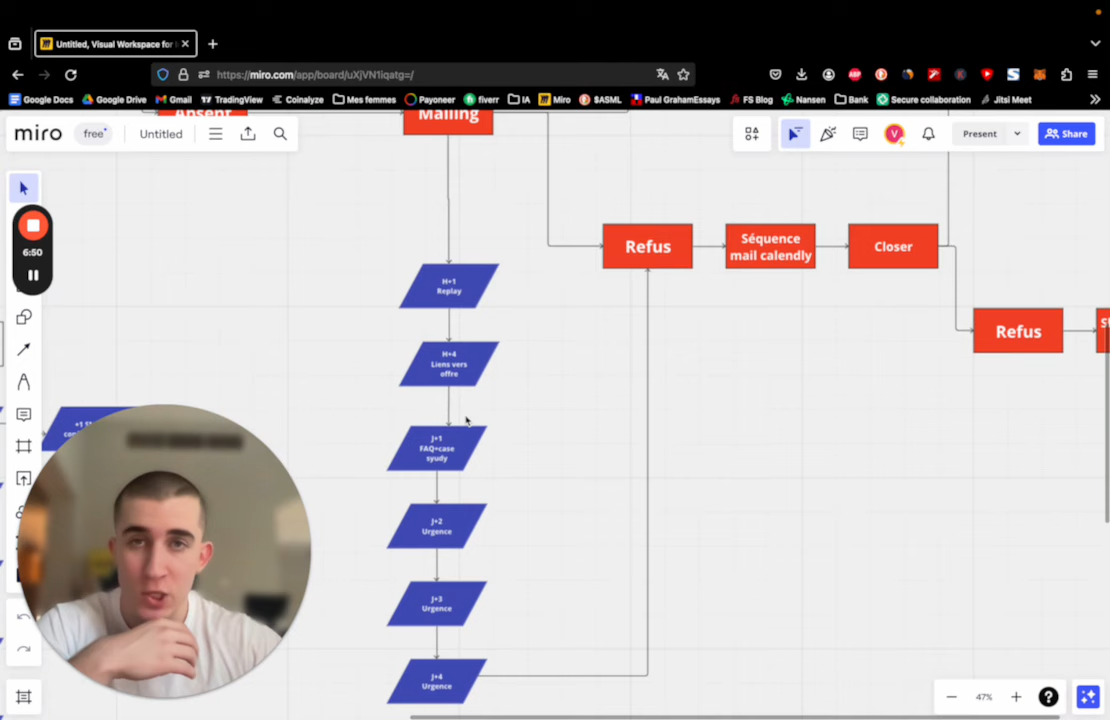 Untitled, Visual Workspace for
https://miro.com/app/board/uXjVN1iqatg=/
Google Docs
Google Drive
Gmail
TradingView
Coinalyze
Mes femmes
Payoneer
fiverr
IA
Miro
$ASML
Paul GrahamEssays
FS Blog
Nansen
Bank
Secure collaboration
Jitsi Meet
miro
free
Untitled
Present
Share
Absent
Mailing
6:50
Refus
Séquence
mail calendly
Closer
Refus
H+1
Replay
H+4
Liens vers
offre
J+1
FAQ+case
syudy
J+2
Urgence
J+3
Urgence
J+4
Urgence
47%